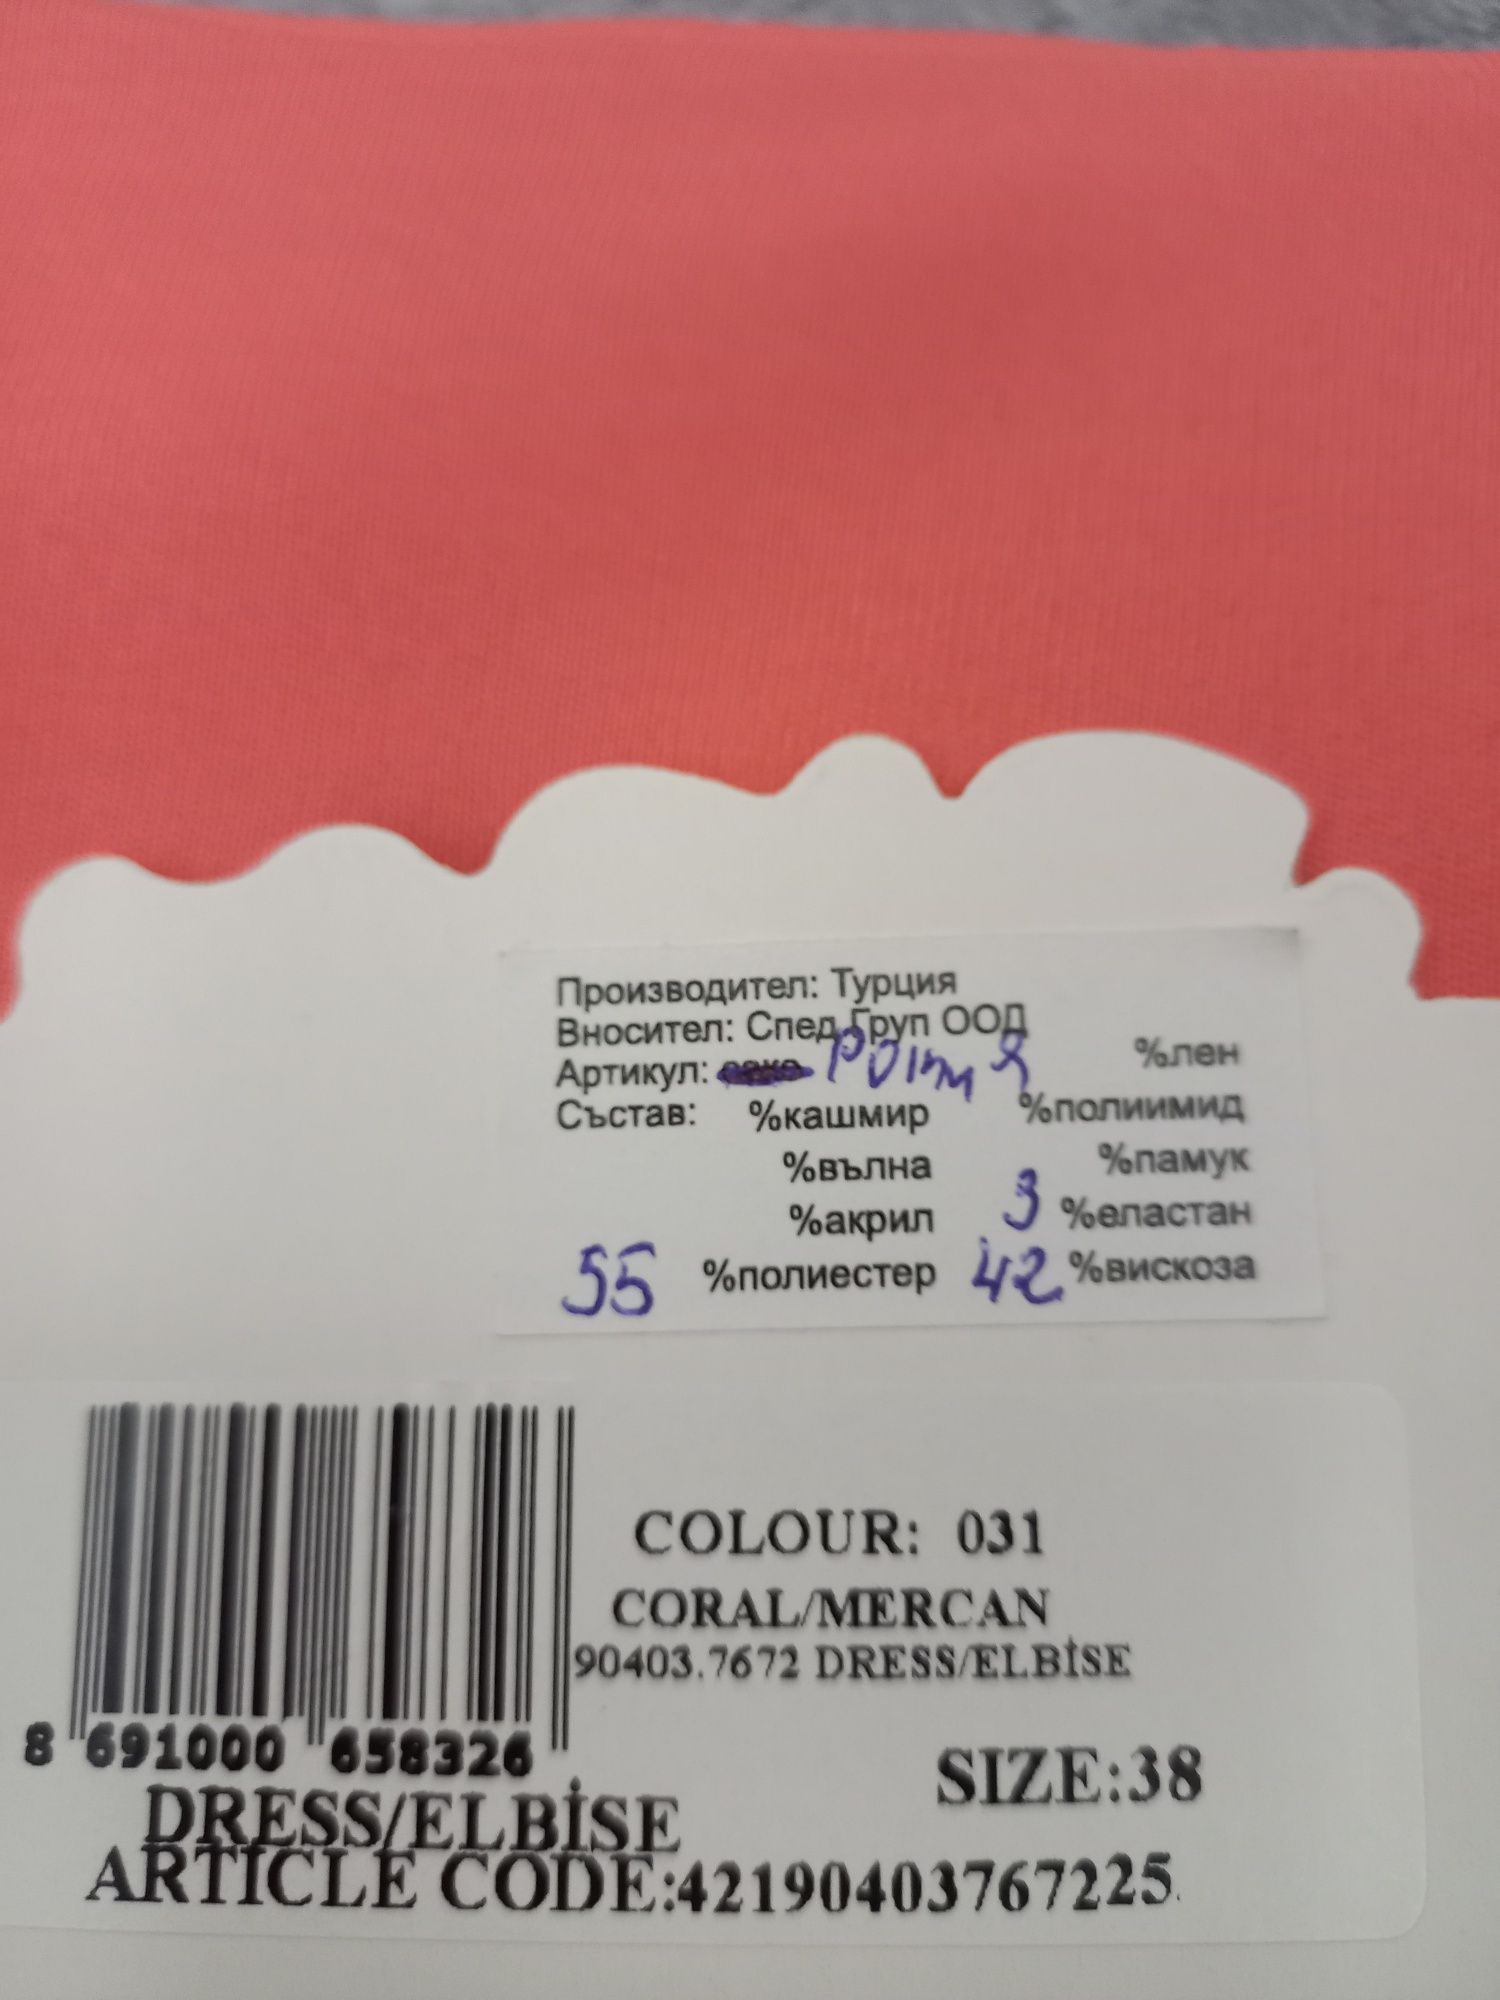 Производител: Турция
Вносител: Спед Груп ООД
Артикул: рокля %лен
Състав: %кашмир %полиимид
%вълна %памук
%акрил 3 %еластан
55 %полиестер 42 %вискоза
COLOUR: 031
CORAL/MERCAN
90403.7672 DRESS/ELBİSE
8 691000 658326
SIZE:38
DRESS/ELBİSE
ARTICLE CODE:42190403767225